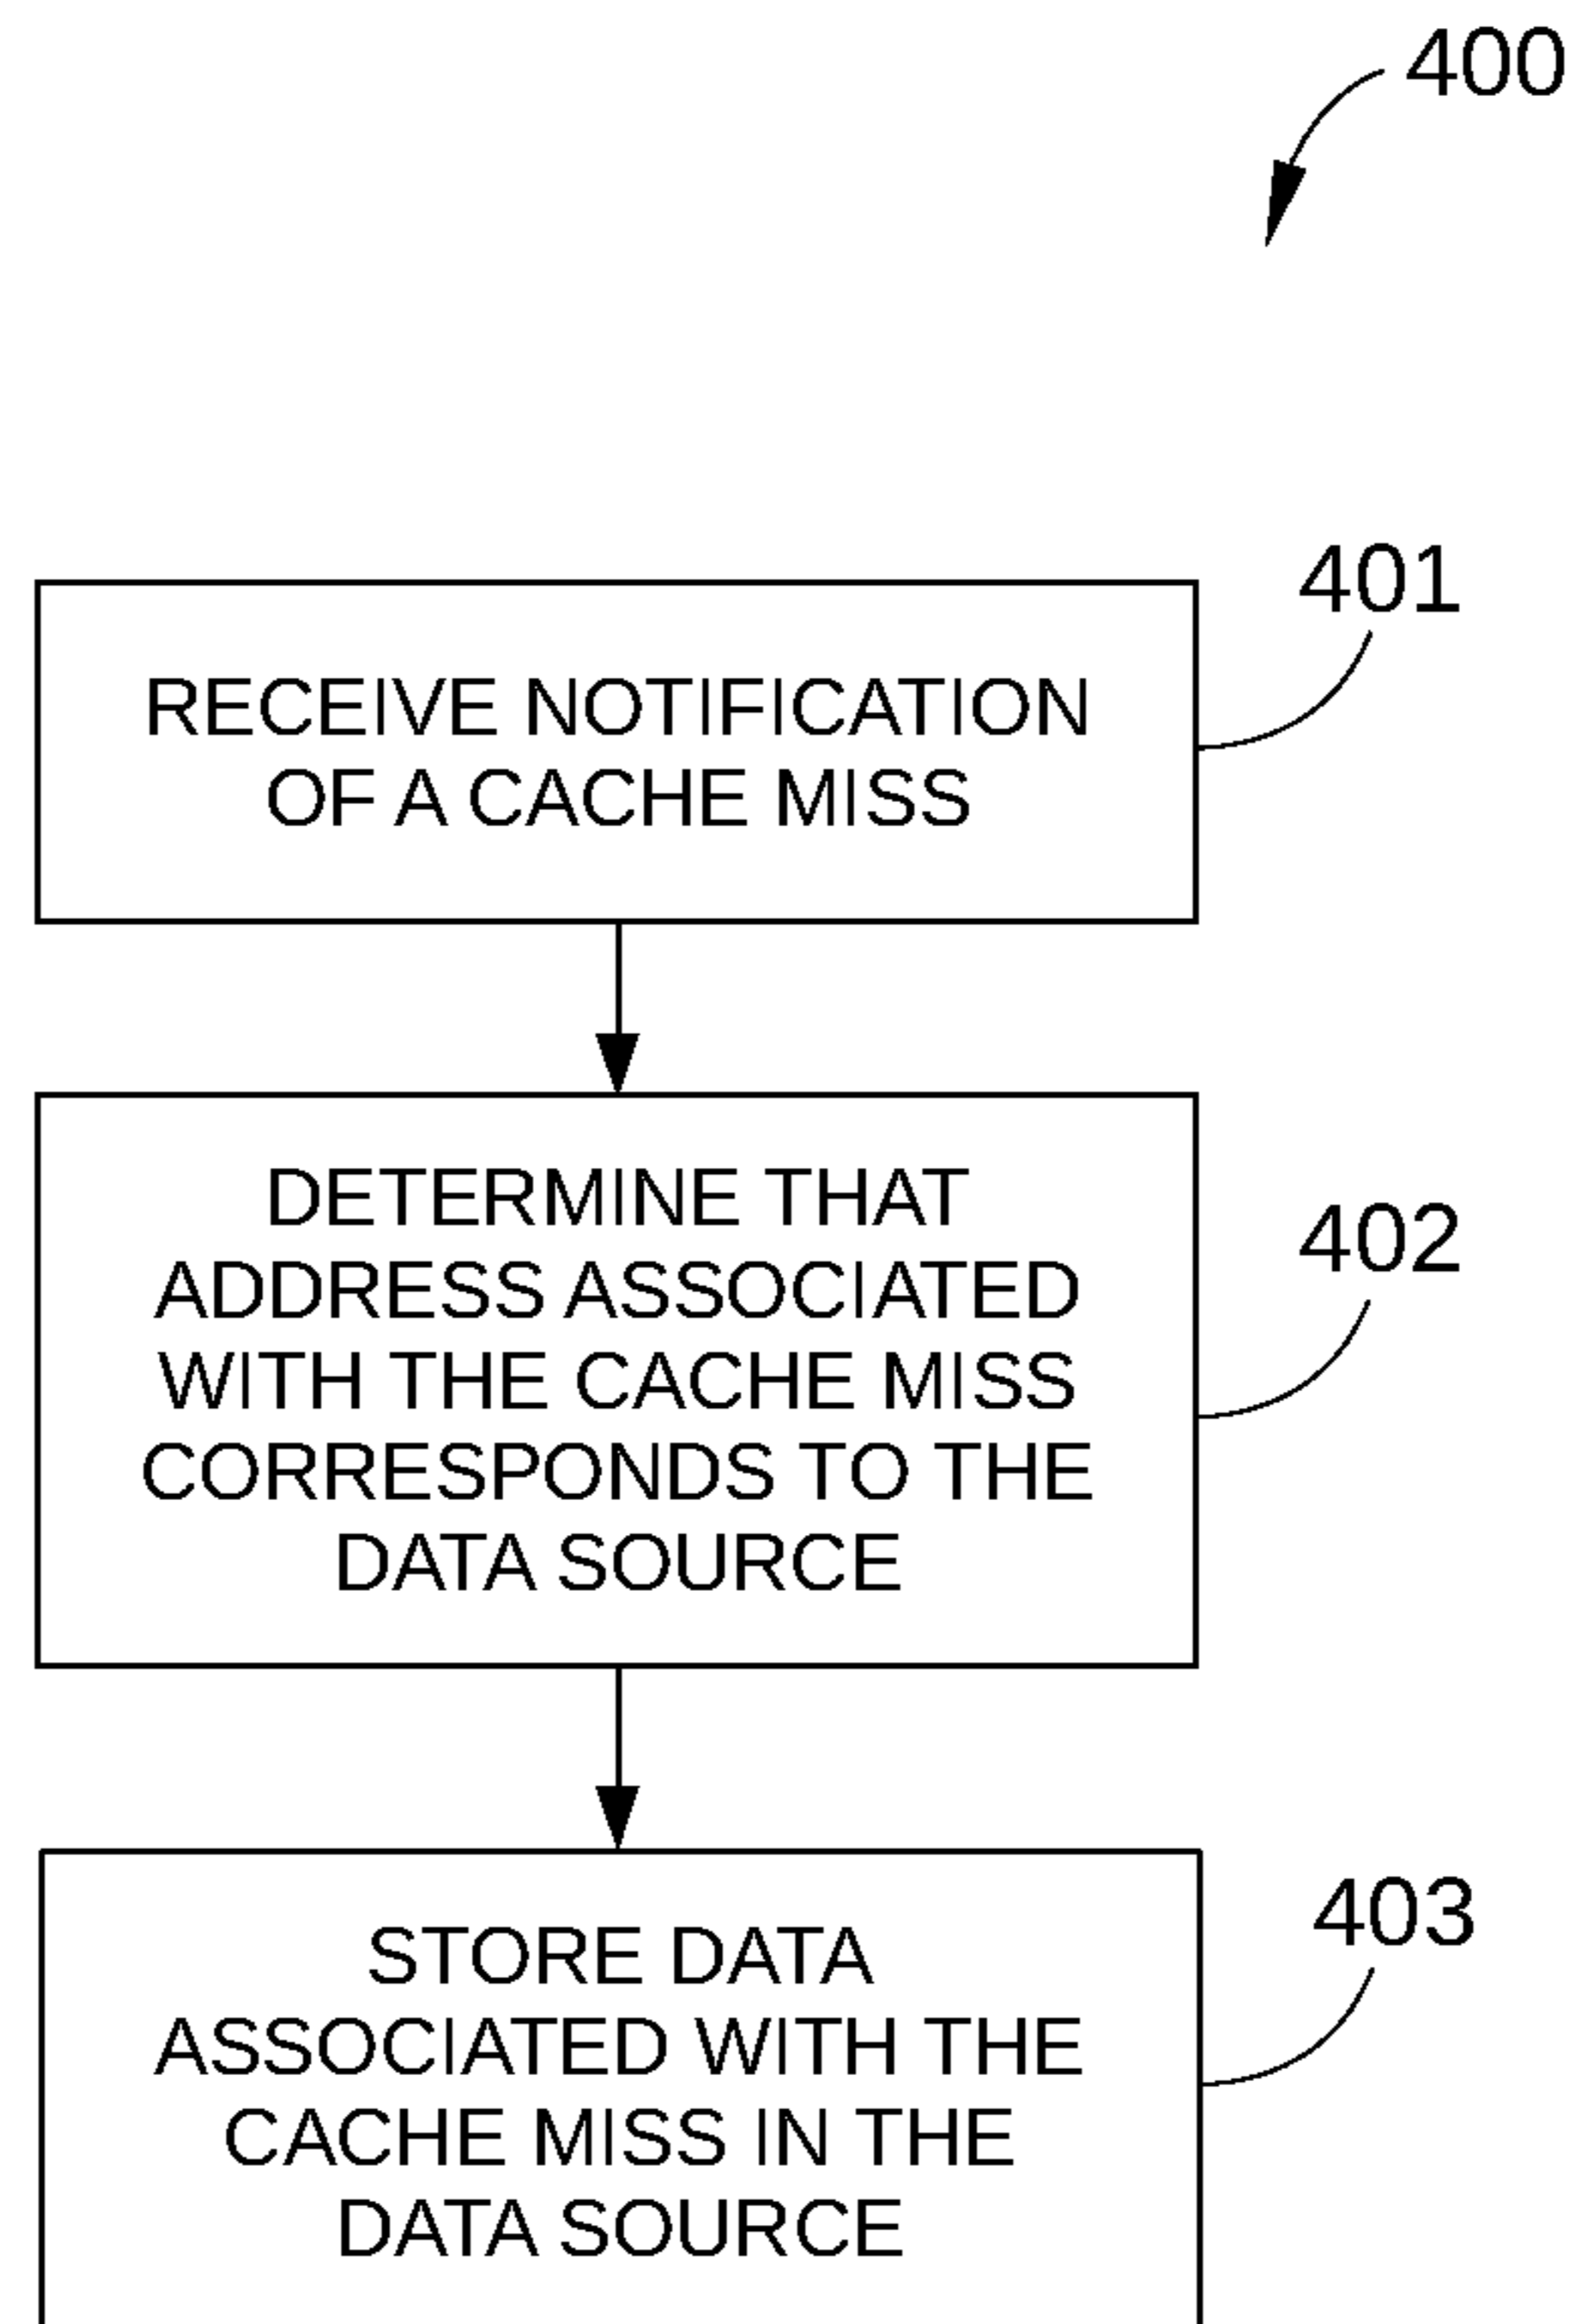 400
401
RECEIVE NOTIFICATION
OF A CACHE MISS
402
DETERMINE THAT
ADDRESS ASSOCIATED
WITH THE CACHE MISS
CORRESPONDS TO THE
DATA SOURCE
403
STORE DATA
ASSOCIATED WITH THE
CACHE MISS IN THE
DATA SOURCE